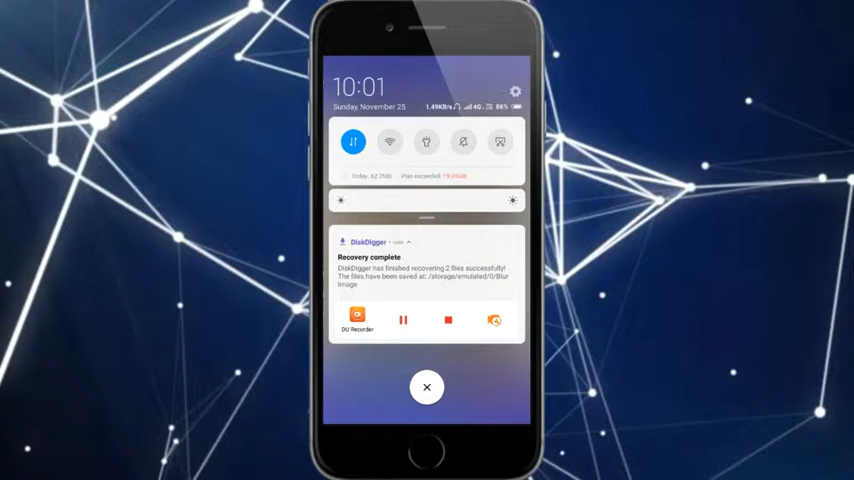 10:01
Sunday, November 25
1.49KB/s 4G 86%
Today: 62.7MB Plan exceeded: 19.03GB
DiskDigger • now
Recovery complete
DiskDigger has finished recovering 2 files successfully!
The files have been saved at: /storage/emulated/0/Blur
Image
DU Recorder